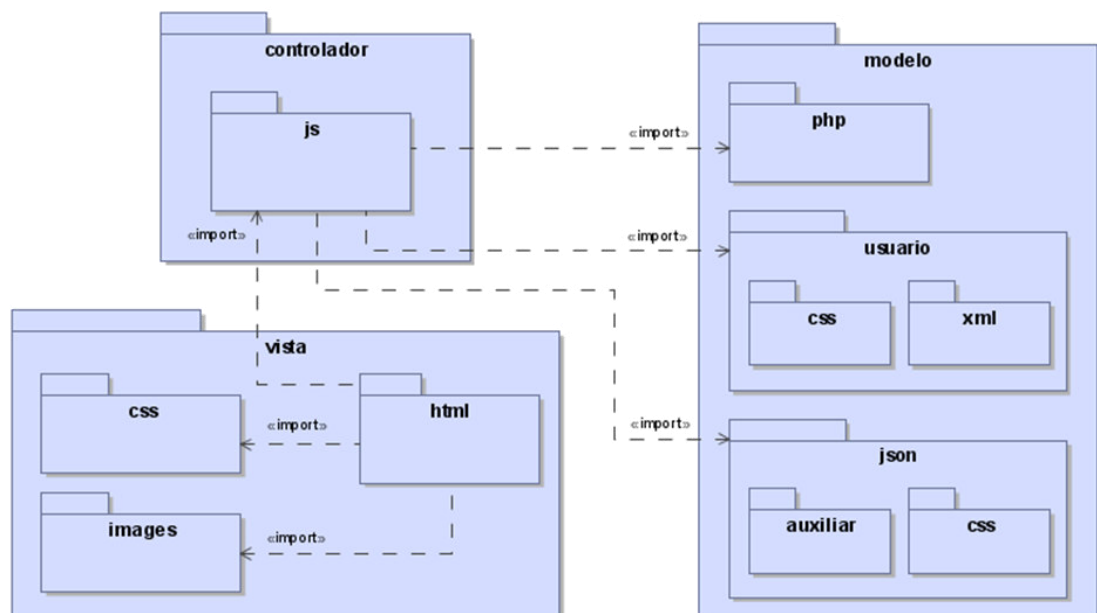 controlador
js
«import»
modelo
«import»
php
«import»
usuario
css
xml
«import»
json
auxiliar
css
vista
css
«import»
html
images
«import»